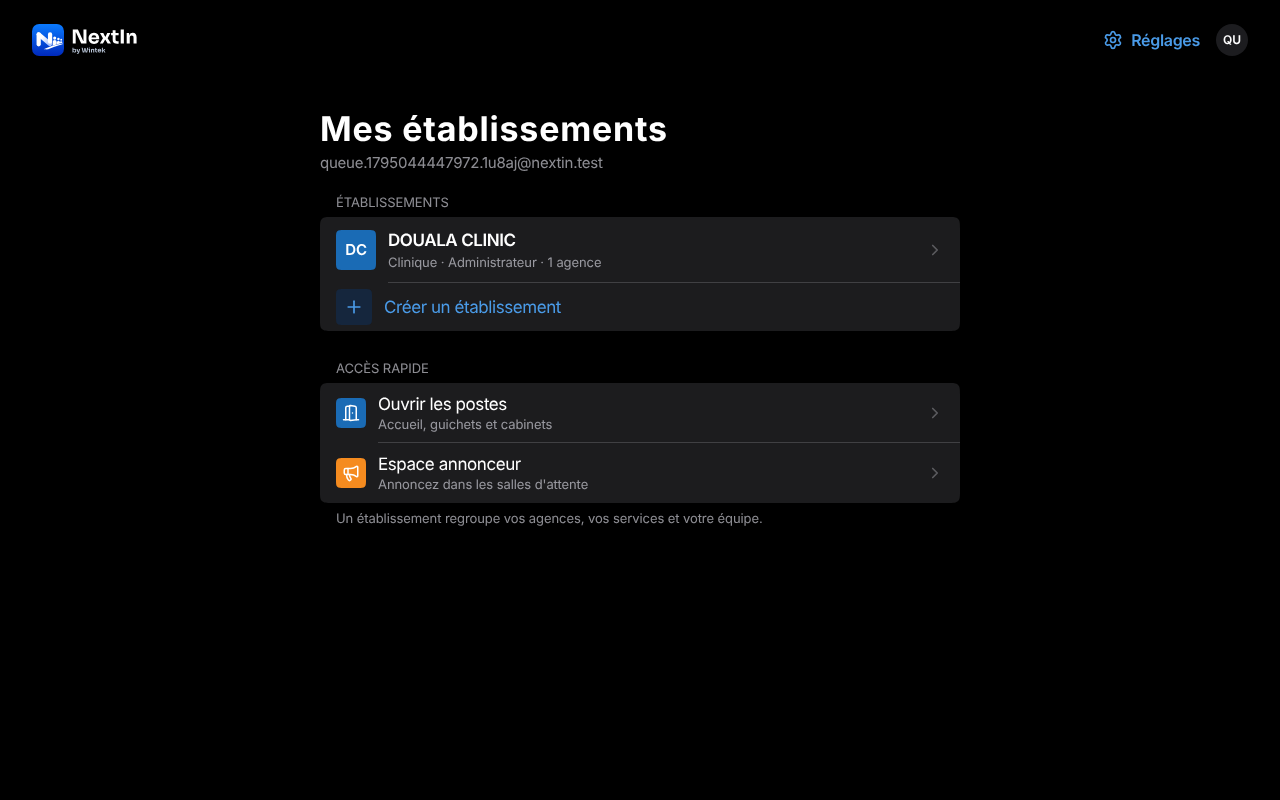 NextIn
by Wintek
Réglages
QU
Mes établissements
queue.1795044447972.1u8aj@nextin.test
ÉTABLISSEMENTS
DC
DOUALA CLINIC
Clinique · Administrateur · 1 agence
Créer un établissement
ACCÈS RAPIDE
Ouvrir les postes
Accueil, guichets et cabinets
Espace annonceur
Annoncez dans les salles d'attente
Un établissement regroupe vos agences, vos services et votre équipe.